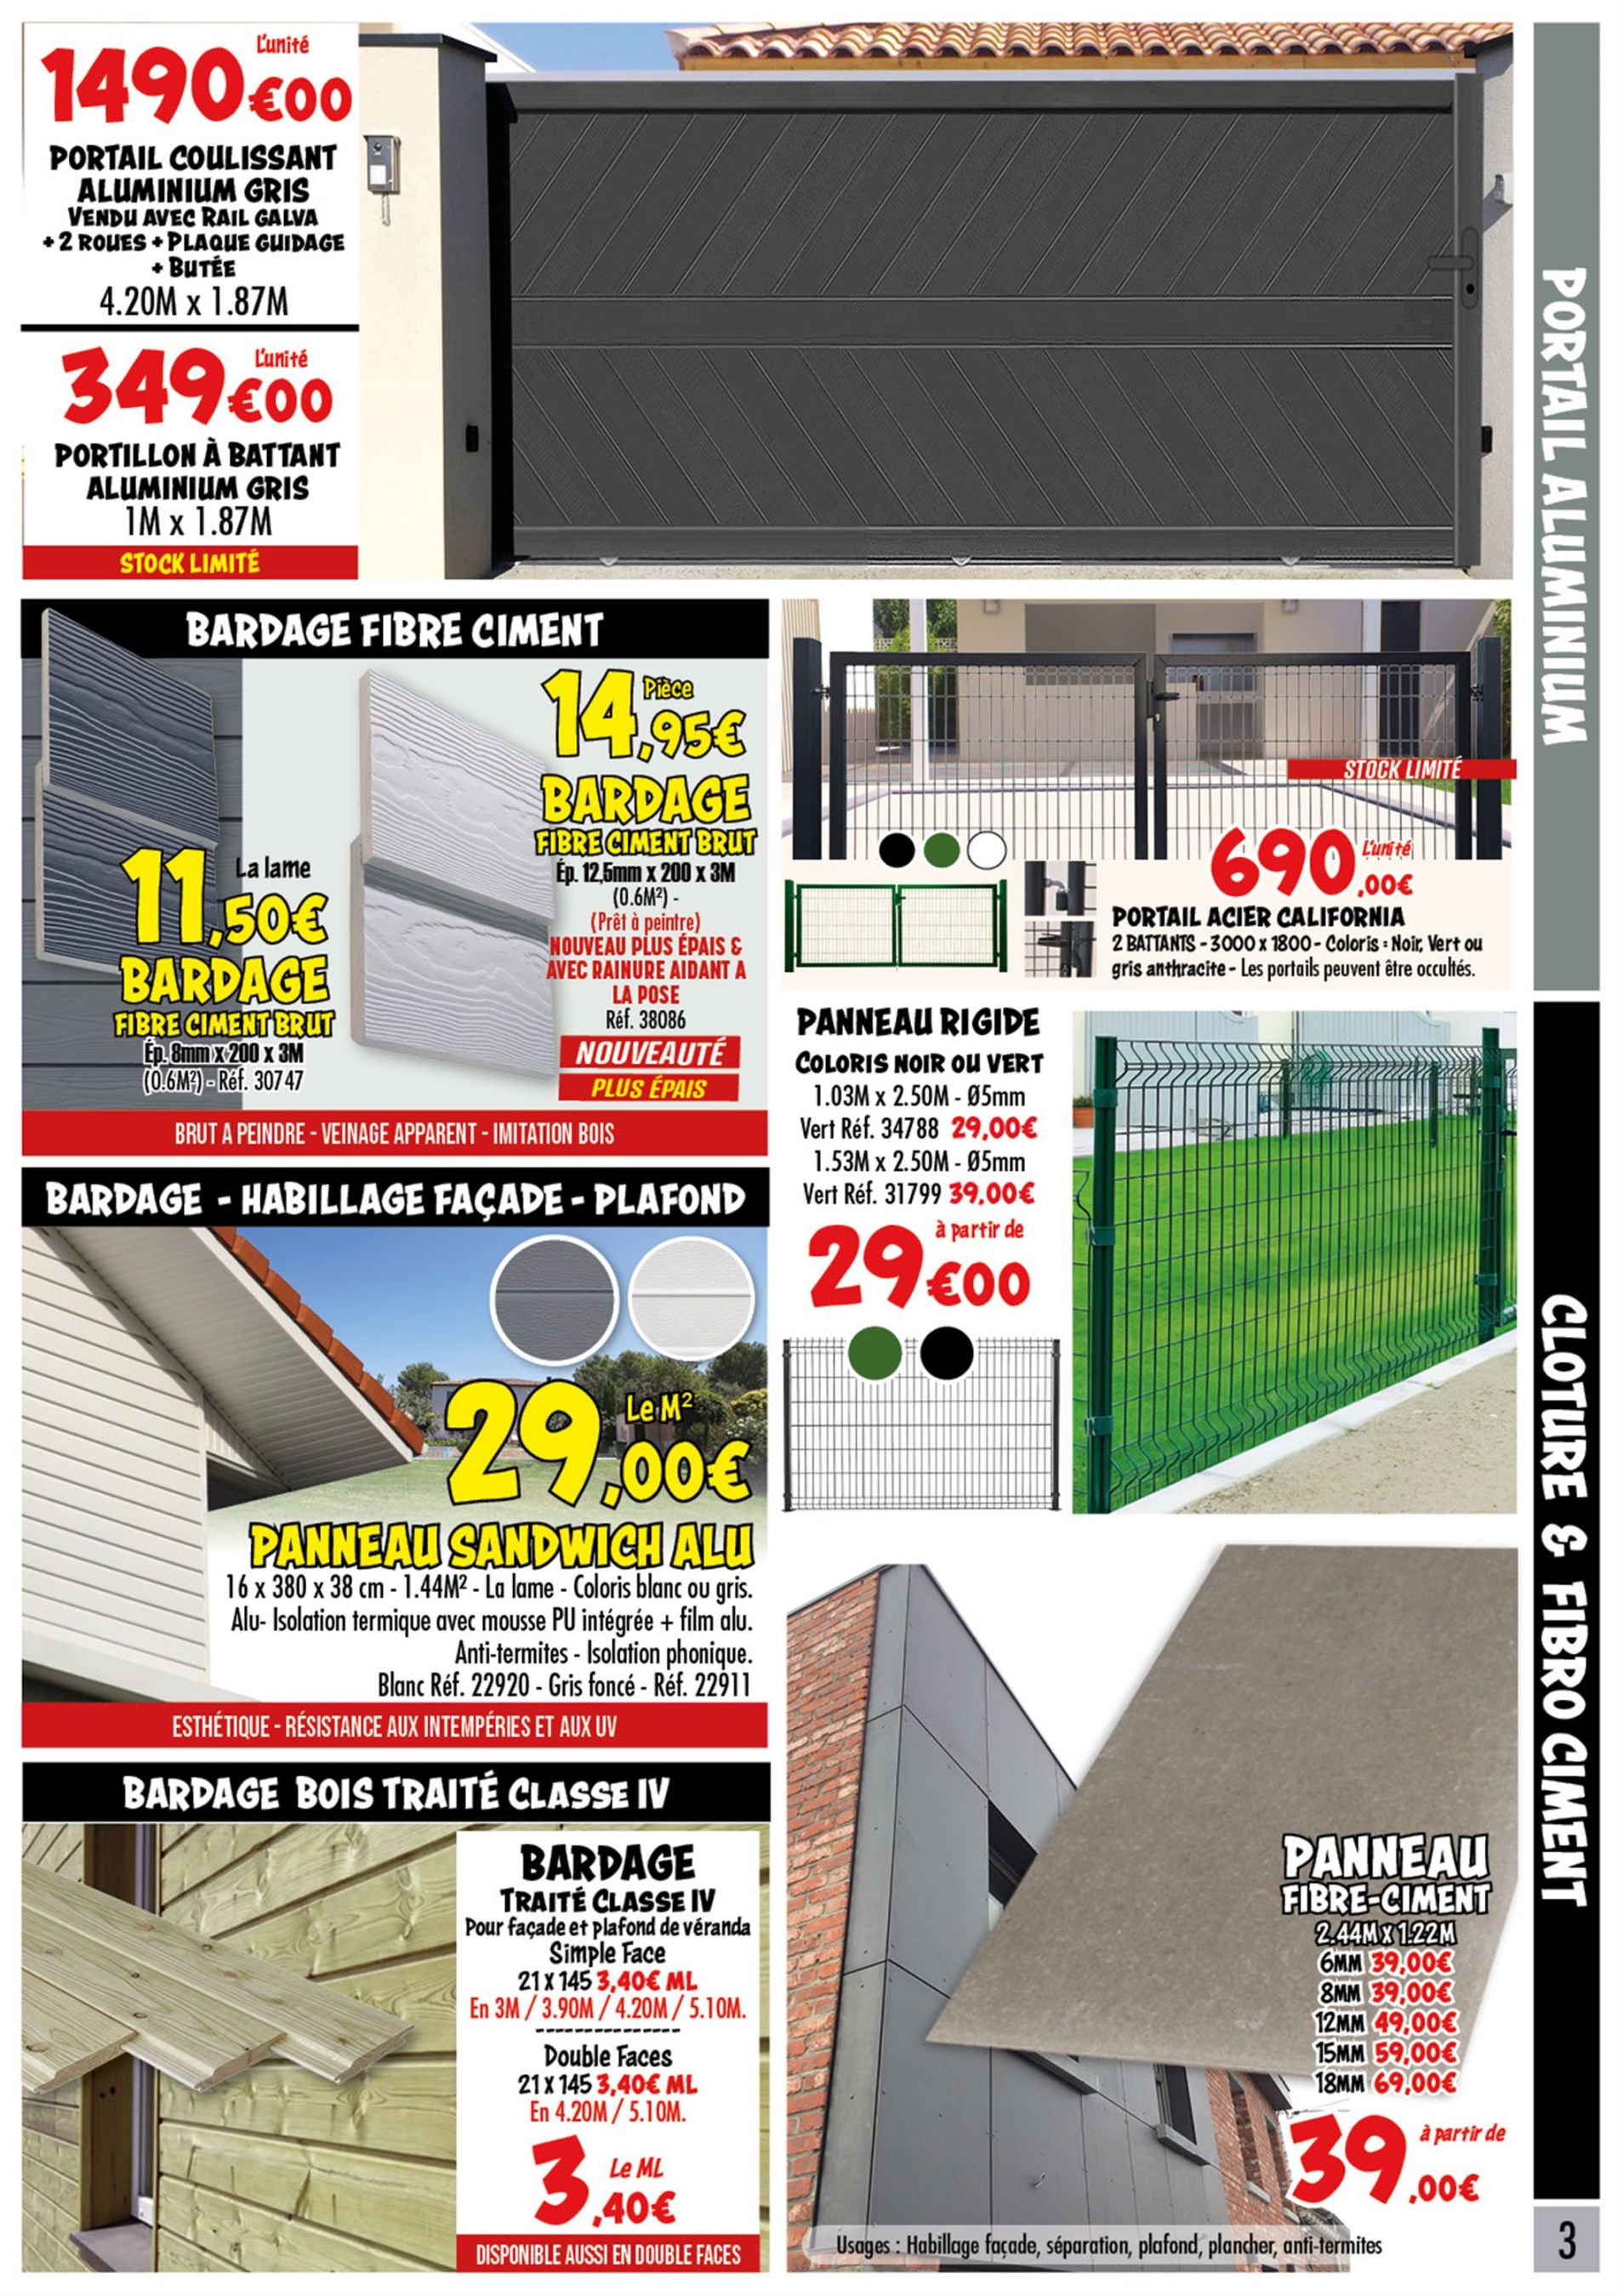 L'unité
1490€00
PORTAIL COULISSANT
ALUMINIUM GRIS
VENDU AVEC RAIL GALVA
+ 2 ROUES + PLAQUE GUIDAGE
+ BUTÉE
4.20M x 1.87M
L'unité
349€00
PORTILLON À BATTANT
ALUMINIUM GRIS
1M x 1.87M
STOCK LIMITÉ
PORTAIL ALUMINIUM
BARDAGE FIBRE CIMENT
Pièce
14,95€
BARDAGE
FIBRE CIMENT BRUT
Ép. 12,5mm x 200 x 3M
(0.6M²) -
(Prêt à peintre)
NOUVEAU PLUS ÉPAIS &
AVEC RAINURE AIDANT A
LA POSE
Réf. 38086
NOUVEAUTÉ
PLUS ÉPAIS
La lame
11,50€
BARDAGE
FIBRE CIMENT BRUT
Ép. 8mm x 200 x 3M
(0.6M²) - Réf. 30747
BRUT A PEINDRE - VEINAGE APPARENT - IMITATION BOIS
STOCK LIMITÉ
690,00€
L'unité
PORTAIL ACIER CALIFORNIA
2 BATTANTS - 3000 x 1800 - Coloris : Noir, Vert ou
gris anthracite - Les portails peuvent être occultés.
PANNEAU RIGIDE
COLORIS NOIR OU VERT
1.03M x 2.50M - Ø5mm
Vert Réf. 34788 29,00€
1.53M x 2.50M - Ø5mm
Vert Réf. 31799 39,00€
à partir de
29€00
BARDAGE - HABILLAGE FAÇADE - PLAFOND
Le M²
29,00€
PANNEAU SANDWICH ALU
16 x 380 x 38 cm - 1.44M² - La lame - Coloris blanc ou gris.
Alu- Isolation termique avec mousse PU intégrée + film alu.
Anti-termites - Isolation phonique.
Blanc Réf. 22920 - Gris foncé - Réf. 22911
ESTHÉTIQUE - RÉSISTANCE AUX INTEMPÉRIES ET AUX UV
CLOTURE & FIBRO CIMENT
BARDAGE BOIS TRAITÉ CLASSE IV
BARDAGE
TRAITÉ CLASSE IV
Pour façade et plafond de véranda
Simple Face
21 x 145 3,40€ ML
En 3M / 3.90M / 4.20M / 5.10M.
---------------
Double Faces
21 x 145 3,40€ ML
En 4.20M / 5.10M.
Le ML
3,40€
DISPONIBLE AUSSI EN DOUBLE FACES
PANNEAU
FIBRE-CIMENT
2.44M X 1.22M
6MM 39,00€
8MM 39,00€
12MM 49,00€
15MM 59,00€
18MM 69,00€
à partir de
39,00€
Usages : Habillage façade, séparation, plafond, plancher, anti-termites
3